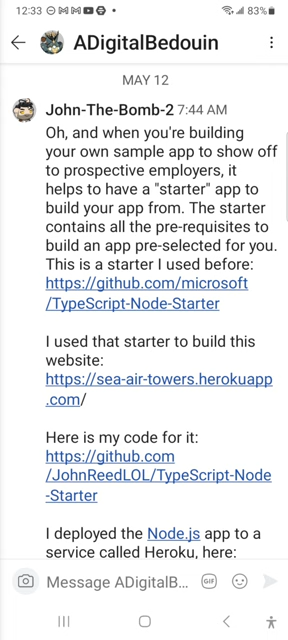 12:33 83%
ADigitalBedouin
MAY 12
John-The-Bomb-2 7:44 AM
Oh, and when you're building
your own sample app to show off
to prospective employers, it
helps to have a "starter" app to
build your app from. The starter
contains all the pre-requisites to
build an app pre-selected for you.
This is a starter I used before:
https://github.com/microsoft
/TypeScript-Node-Starter
I used that starter to build this
website:
https://sea-air-towers.herokuapp
.com/
Here is my code for it:
https://github.com
/JohnReedLOL/TypeScript-Node
-Starter
I deployed the Node.js app to a
service called Heroku, here:
Message ADigitalB... GIF